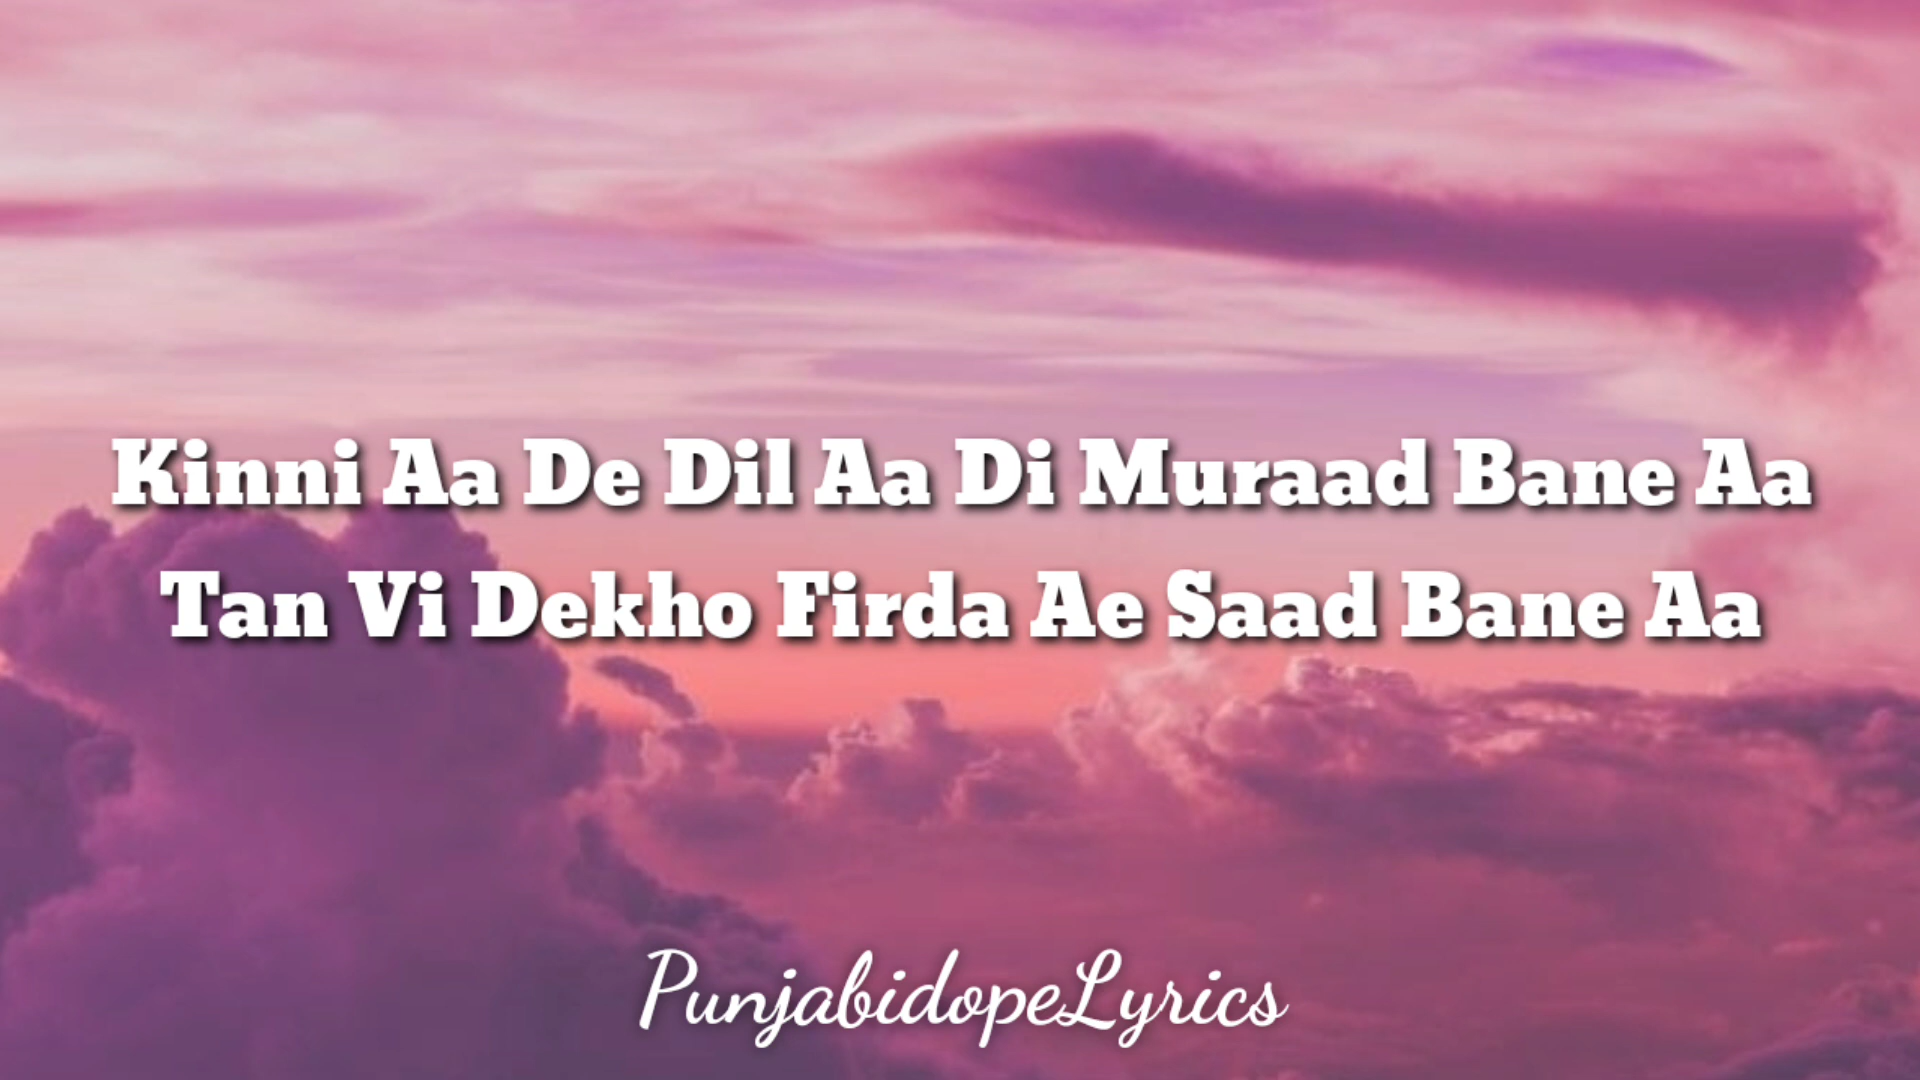 Kinni Aa De Dil Aa Di Muraad Bane Aa
Tan Vi Dekho Firda Ae Saad Bane Aa
PunjabidopeLyrics